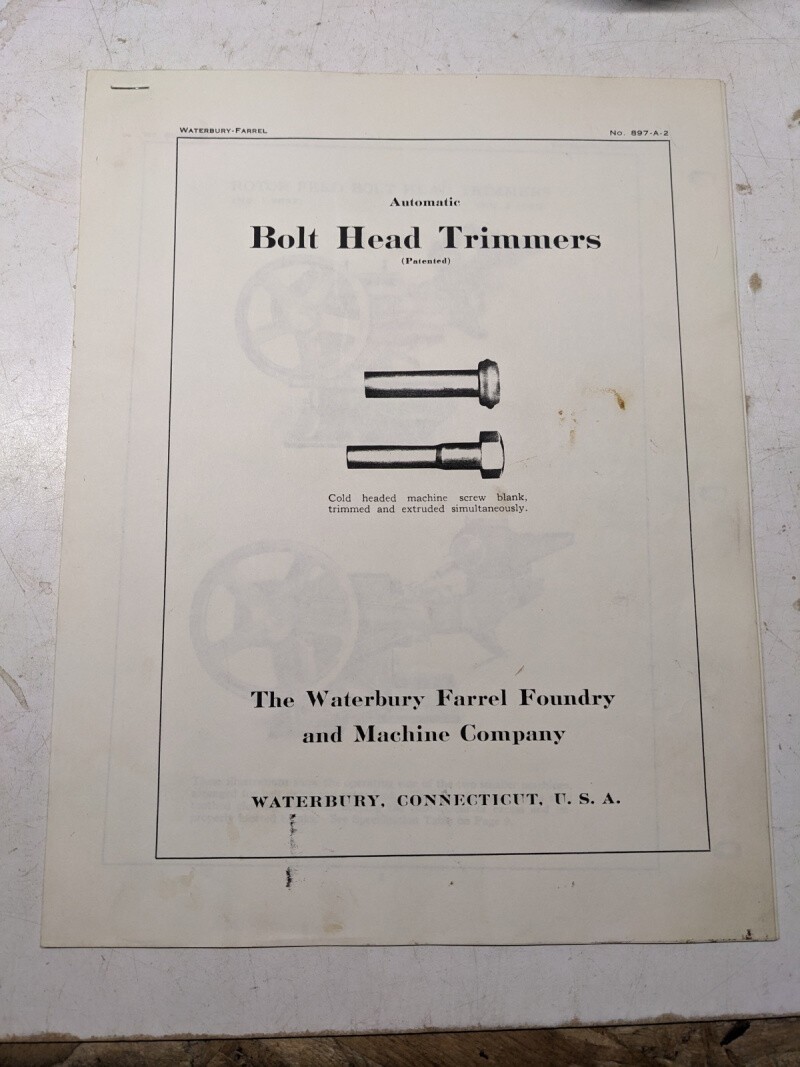 WATERBURY-FARREL
No. 897-A-2
Automatic
Bolt Head Trimmers
(Patented)
Cold headed machine screw blank,
trimmed and extruded simultaneously.
The Waterbury Farrel Foundry
and Machine Company
WATERBURY, CONNECTICUT, U. S. A.